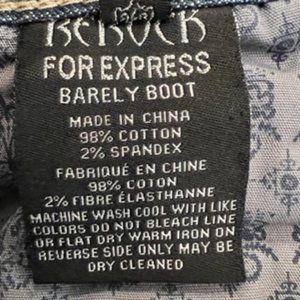 ReRock
FOR EXPRESS
BARELY BOOT
MADE IN CHINA
98% COTTON
2% SPANDEX
FABRIQUÉ EN CHINE
98% COTON
2% FIBRE ÉLASTHANNE
MACHINE WASH COOL WITH LIKE
COLORS DO NOT BLEACH LINE
OR FLAT DRY WARM IRON ON
REVERSE SIDE ONLY MAY BE
DRY CLEANED